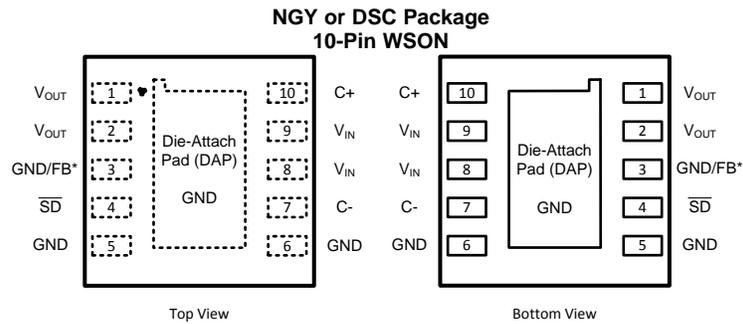 NGY or DSC Package
10-Pin WSON
VOUT 1 10 C+
VOUT 2 9 VIN
GND/FB* 3 8 VIN
SD 4 7 C-
GND 5 6 GND
Die-Attach
Pad (DAP)
GND
Top View
C+ 10 1 VOUT
VIN 9 2 VOUT
VIN 8 3 GND/FB*
C- 7 4 SD
GND 6 5 GND
Die-Attach
Pad (DAP)
GND
Bottom View